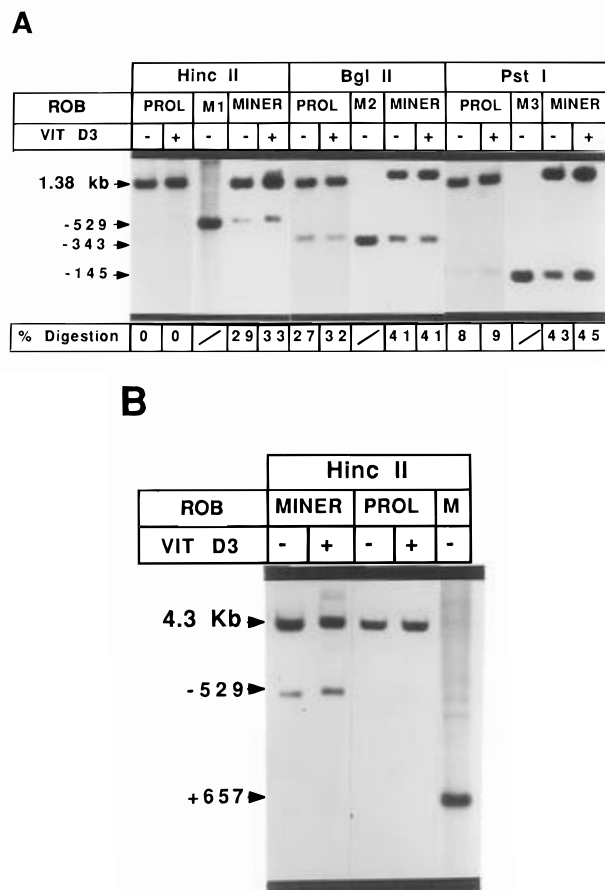 A
Hinc II Bgl II Pst I
ROB PROL M1 MINER PROL M2 MINER PROL M3 MINER
VIT D3 - + - - + - + - - + - + - - +
1.38 kb
-529
-343
-145
% Digestion 0 0 / 29 33 27 32 / 41 41 8 9 / 43 45
B
Hinc II
ROB MINER PROL M
VIT D3 - + - + -
4.3 Kb
-529
+657